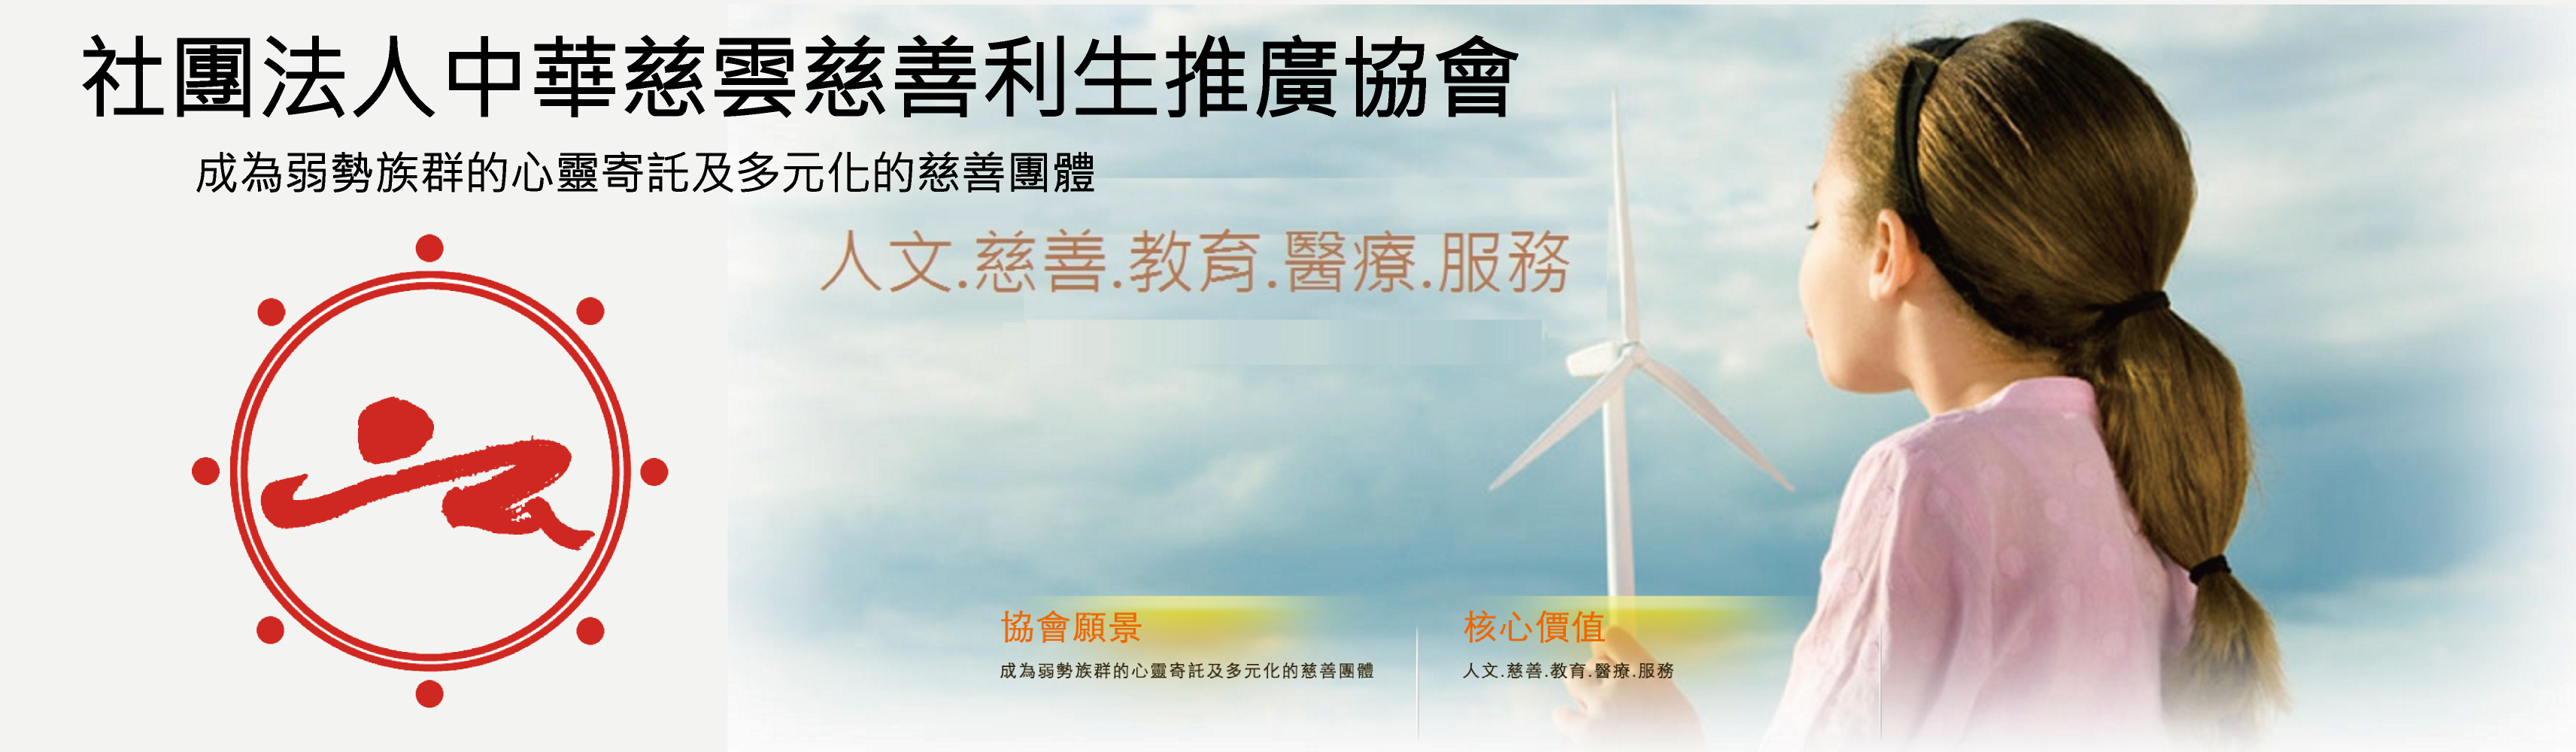 社團法人中華慈雲慈善利生推廣協會
成為弱勢族群的心靈寄託及多元化的慈善團體
人文.慈善.教育.醫療.服務
協會願景
成為弱勢族群的心靈寄託及多元化的慈善團體
核心價值
人文.慈善.教育.醫療.服務